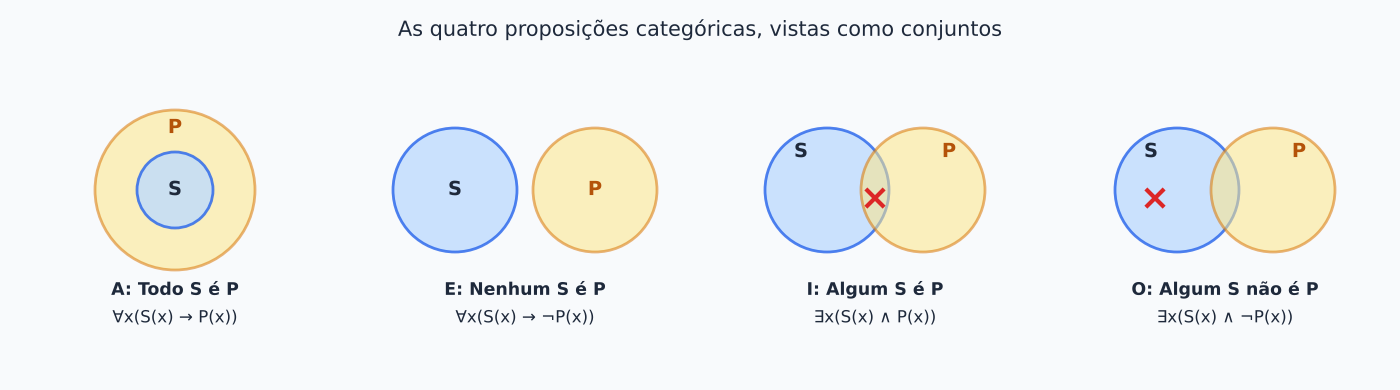 As quatro proposições categóricas, vistas como conjuntos
P
S
A: Todo S é P
∀x(S(x) → P(x))
S
P
E: Nenhum S é P
∀x(S(x) → ¬P(x))
S
P
I: Algum S é P
∃x(S(x) ∧ P(x))
S
P
O: Algum S não é P
∃x(S(x) ∧ ¬P(x))